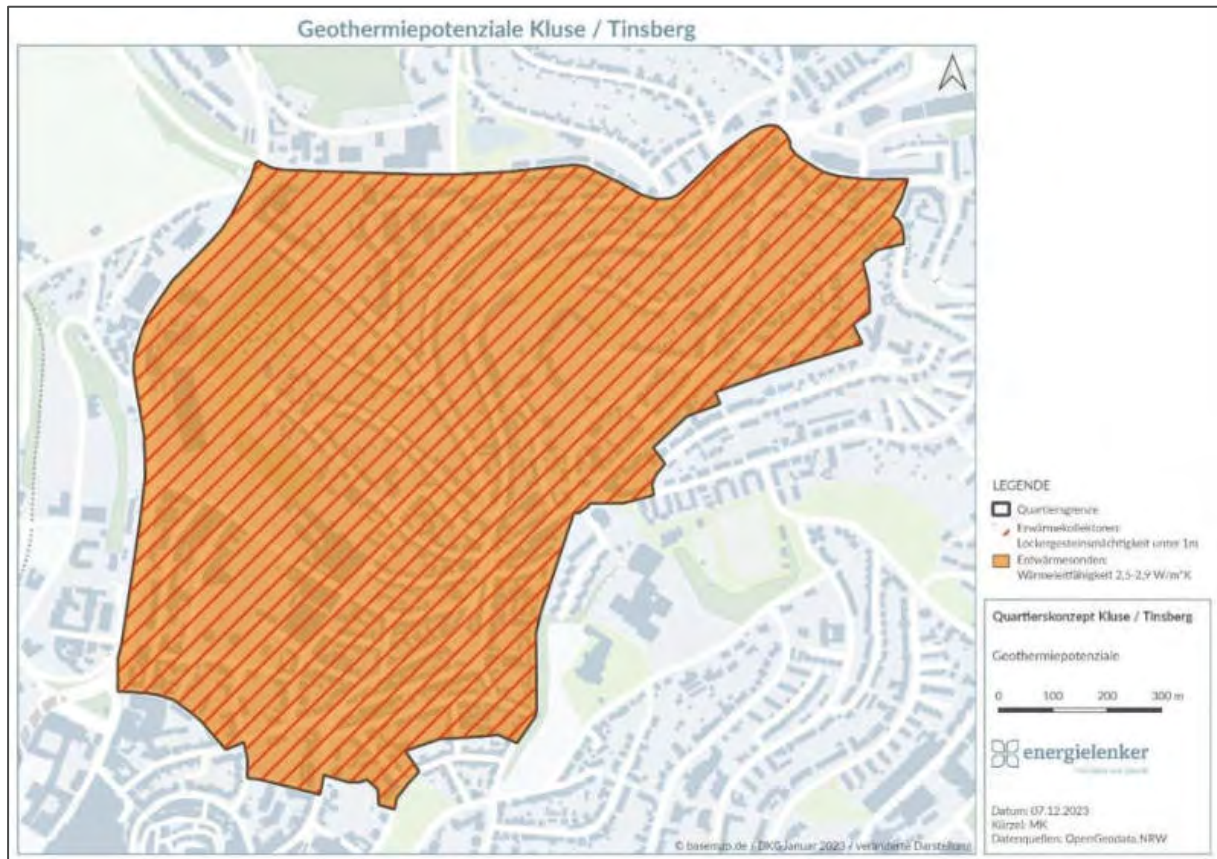 Geothermiepotenziale Kluse / Tinsberg
LEGENDE
Quartiersgrenze
Erwärmekollektoren:
Lockergesteinsmächtigkeit unter 1m
Entwärmesonden:
Wärmeleitfähigkeit 2,5-2,9 W/m*K
Quartierskonzept Kluse / Tinsberg
Geothermiepotenziale
0 100 200 300 m
energielenker
Datum: 07.12.2023
Kürzel: MK
Datenquellen: OpenGeodata.NRW
© basemap.de / BKG Januar 2023 / veränderte Darstellung